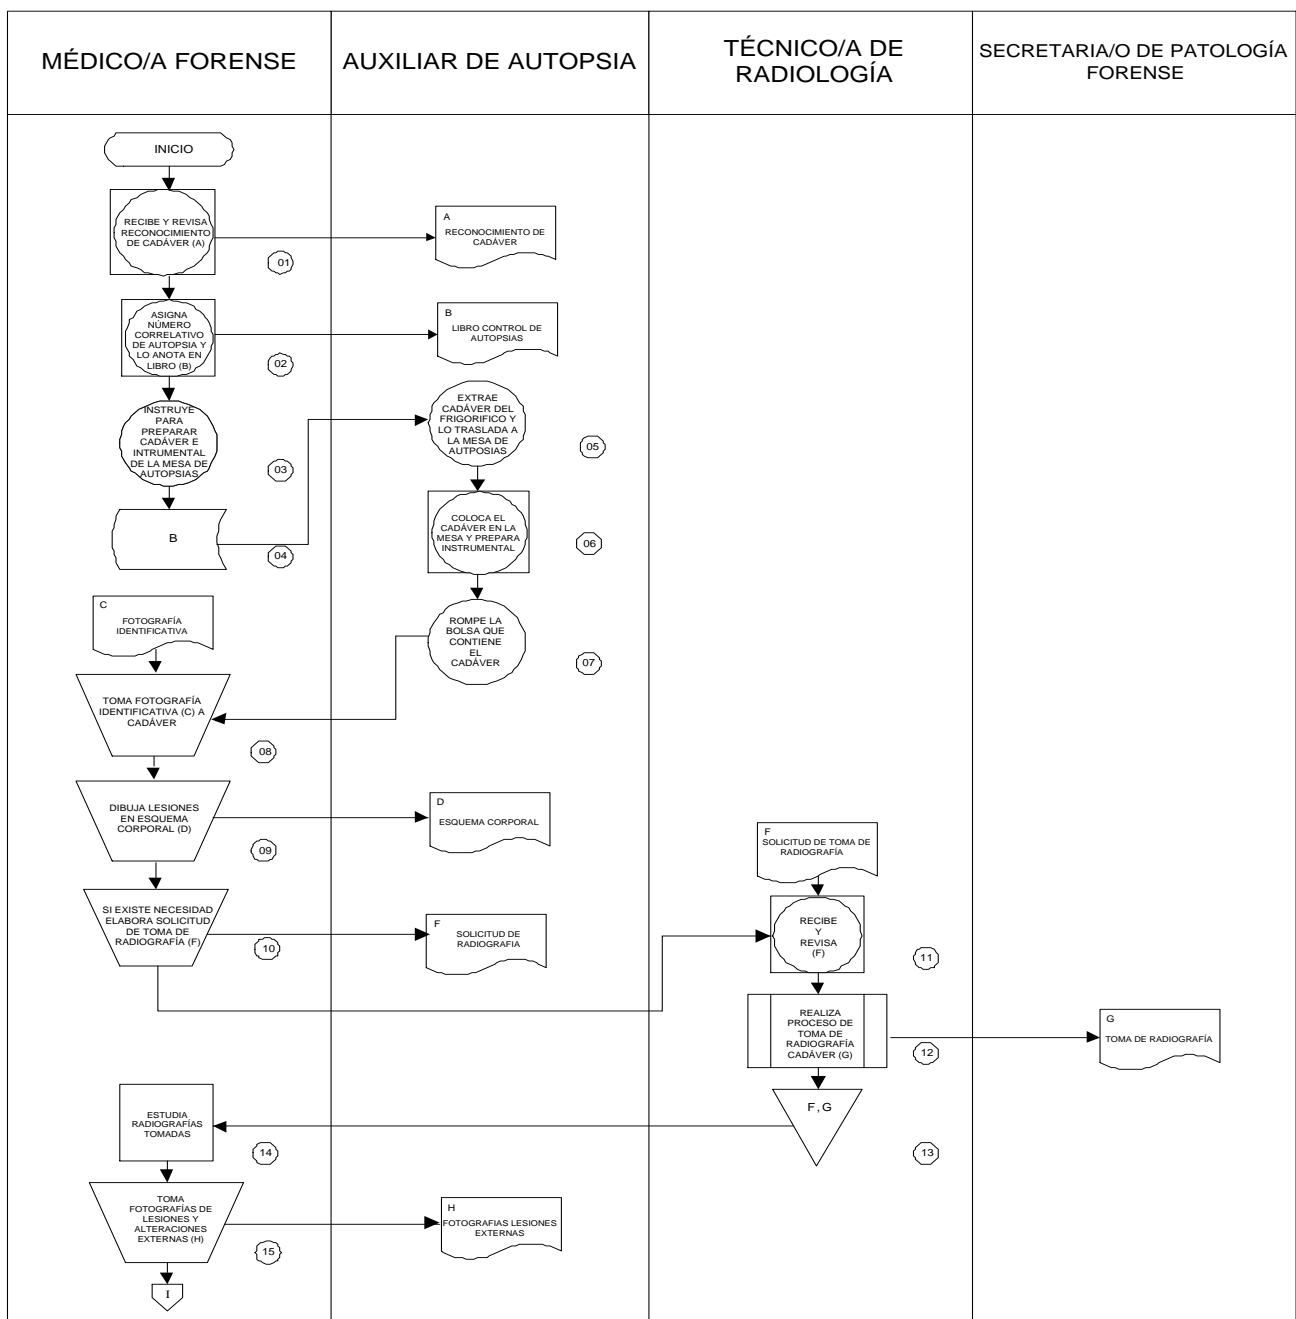 MÉDICO/A FORENSE
AUXILIAR DE AUTOPSIA
TÉCNICO/A DE
RADIOLOGÍA
SECRETARIA/O DE PATOLOGÍA
FORENSE
INICIO
RECIBE Y REVISA
RECONOCIMIENTO
DE CADÁVER (A)
01
A
RECONOCIMIENTO DE
CADÁVER
ASIGNA
NÚMERO
CORRELATIVO
DE AUTOPSIA Y
LO ANOTA EN
LIBRO (B)
02
B
LIBRO CONTROL DE
AUTOPSIAS
INSTRUYE
PARA
PREPARAR
CADÁVER E
INTRUMENTAL
DE LA MESA DE
AUTOPSIAS
03
B
04
EXTRAE
CADÁVER DEL
FRIGORIFICO Y
LO TRASLADA A
LA MESA DE
AUTPOSIAS
05
COLOCA EL
CADÁVER EN LA
MESA Y PREPARA
INSTRUMENTAL
06
ROMPE LA
BOLSA QUE
CONTIENE
EL
CADÁVER
07
C
FOTOGRAFÍA
IDENTIFICATIVA
TOMA FOTOGRAFÍA
IDENTIFICATIVA (C) A
CADÁVER
08
DIBUJA LESIONES
EN ESQUEMA
CORPORAL (D)
09
D
ESQUEMA CORPORAL
SI EXISTE NECESIDAD
ELABORA SOLICITUD
DE TOMA DE
RADIOGRAFÍA (F)
10
F
SOLICITUD DE
RADIOGRAFIA
F
SOLICITUD DE TOMA DE
RADIOGRAFÍA
RECIBE
Y
REVISA
(F)
11
REALIZA
PROCESO DE
TOMA DE
RADIOGRAFÍA
CADÁVER (G)
12
G
TOMA DE RADIOGRAFÍA
F, G
13
ESTUDIA
RADIOGRAFÍAS
TOMADAS
14
TOMA
FOTOGRAFÍAS DE
LESIONES Y
ALTERACIONES
EXTERNAS (H)
15
H
FOTOGRAFIAS LESIONES
EXTERNAS
I